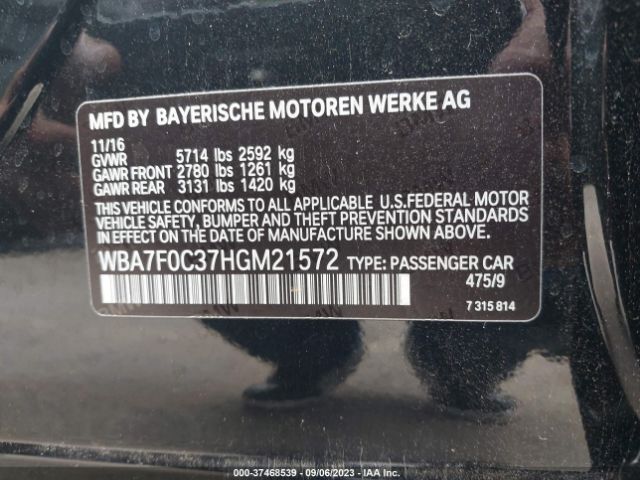 MFD BY BAYERISCHE MOTOREN WERKE AG
11/16
GVWR 5714 lbs 2592 kg
GAWR FRONT 2780 lbs 1261 kg
GAWR REAR 3131 lbs 1420 kg
THIS VEHICLE CONFORMS TO ALL APPLICABLE U.S.FEDERAL MOTOR
VEHICLE SAFETY, BUMPER AND THEFT PREVENTION STANDARDS
IN EFFECT ON THE DATE OF MANUFACTURE SHOWN ABOVE.
WBA7F0C37HGM21572 TYPE: PASSENGER CAR
475/9
7 315 814
000-37468539 (09/06/2023 - IAA)